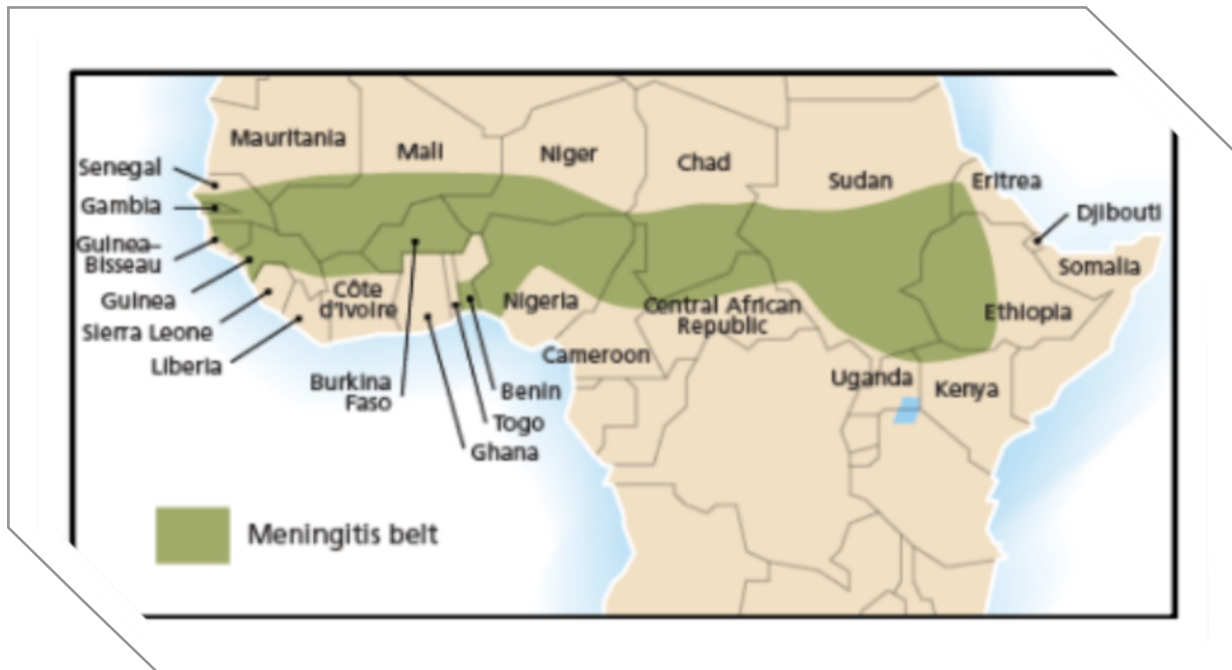 Mauritania
Mali
Niger
Chad
Sudan
Eritrea
Djibouti
Somalia
Ethiopia
Senegal
Gambia
Guinea–
Bisseau
Guinea
Sierra Leone
Liberia
Côte
d'Ivoire
Burkina
Faso
Benin
Togo
Ghana
Nigeria
Cameroon
Central African
Republic
Uganda
Kenya
Meningitis belt